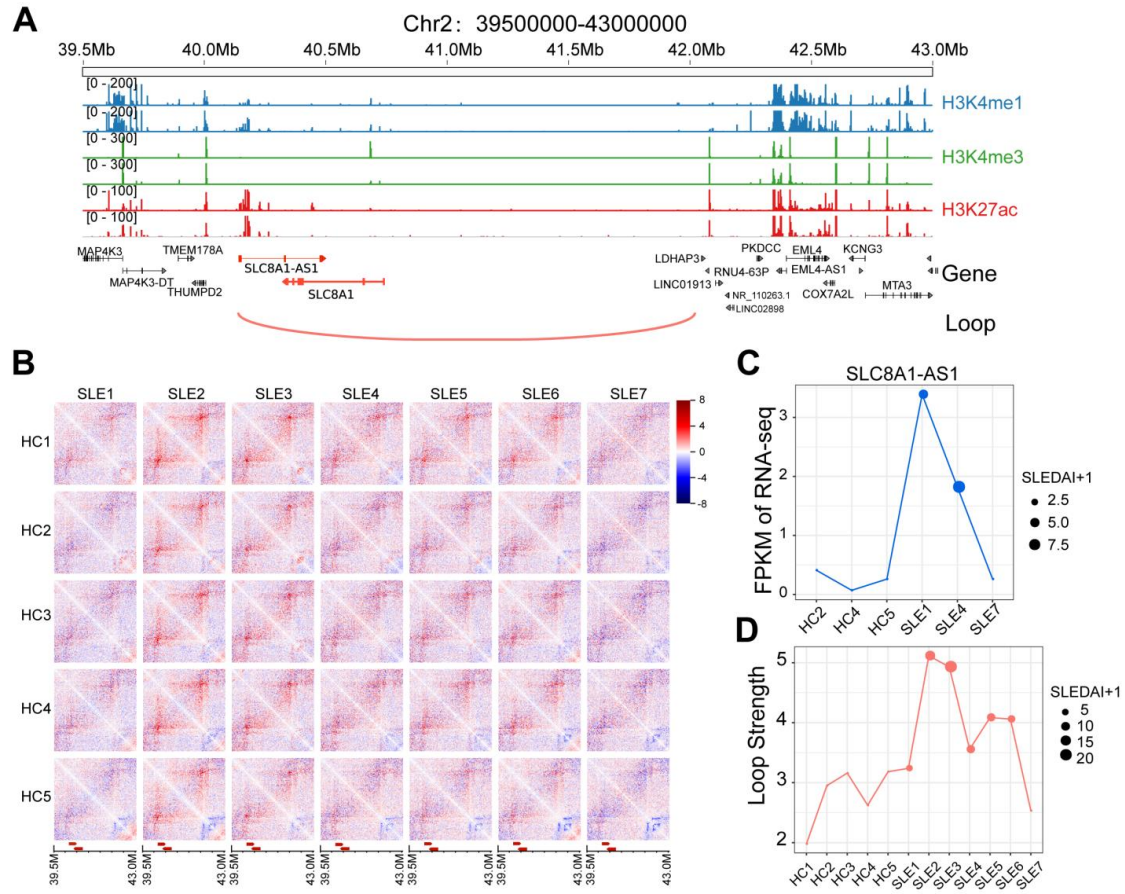 A
Chr2: 39500000-43000000
39.5Mb 40.0Mb 40.5Mb 41.0Mb 41.5Mb 42.0Mb 42.5Mb 43.0Mb
[0 - 200]
H3K4me1
[0 - 200]
[0 - 300]
H3K4me3
[0 - 300]
[0 - 100]
H3K27ac
[0 - 100]
MAP4K3 TMEM178A SLC8A1-AS1 LDHAP3 PKDCC EML4 KCNG3
MAP4K3-DT RNU4-63P EML4-AS1 Gene
THUMPD2 SLC8A1 LINC01913 COX7A2L MTA3
NR_110263.1
LINC02898
Loop
B
SLE1 SLE2 SLE3 SLE4 SLE5 SLE6 SLE7
HC1
HC2
HC3
HC4
HC5
8
4
0
-4
-8
39.5M 43.0M 39.5M 43.0M 39.5M 43.0M 39.5M 43.0M 39.5M 43.0M 39.5M 43.0M 39.5M 43.0M
C
SLC8A1-AS1
FPKM of RNA-seq
3
2
1
0
HC2 HC4 HC5 SLE1 SLE4 SLE7
SLEDAI+1
2.5
5.0
7.5
D
Loop Strength
5
4
3
2
HC1 HC2 HC3 HC4 HC5 SLE1 SLE2 SLE3 SLE4 SLE5 SLE6 SLE7
SLEDAI+1
5
10
15
20